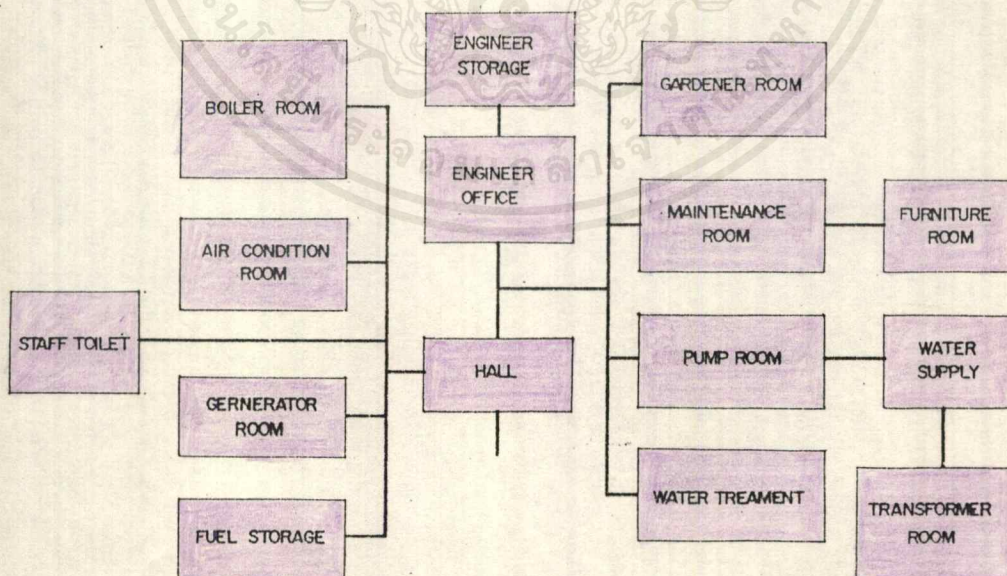 ENGINEER
STORAGE
BOILER ROOM
GARDENER ROOM
ENGINEER
OFFICE
MAINTENANCE
ROOM
FURNITURE
ROOM
AIR CONDITION
ROOM
STAFF TOILET
HALL
PUMP ROOM
WATER
SUPPLY
GERNERATOR
ROOM
FUEL STORAGE
WATER TREAMENT
TRANSFORMER
ROOM